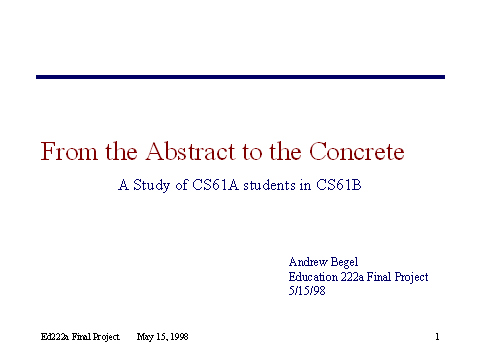 From the Abstract to the Concrete
A Study of CS61A students in CS61B
Andrew Begel
Education 222a Final Project
5/15/98
Ed222a Final Project May 15, 1998 1